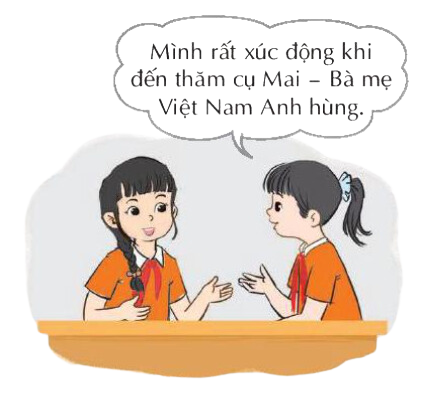 Mình rất xúc động khi
đến thăm cụ Mai – Bà mẹ
Việt Nam Anh hùng.